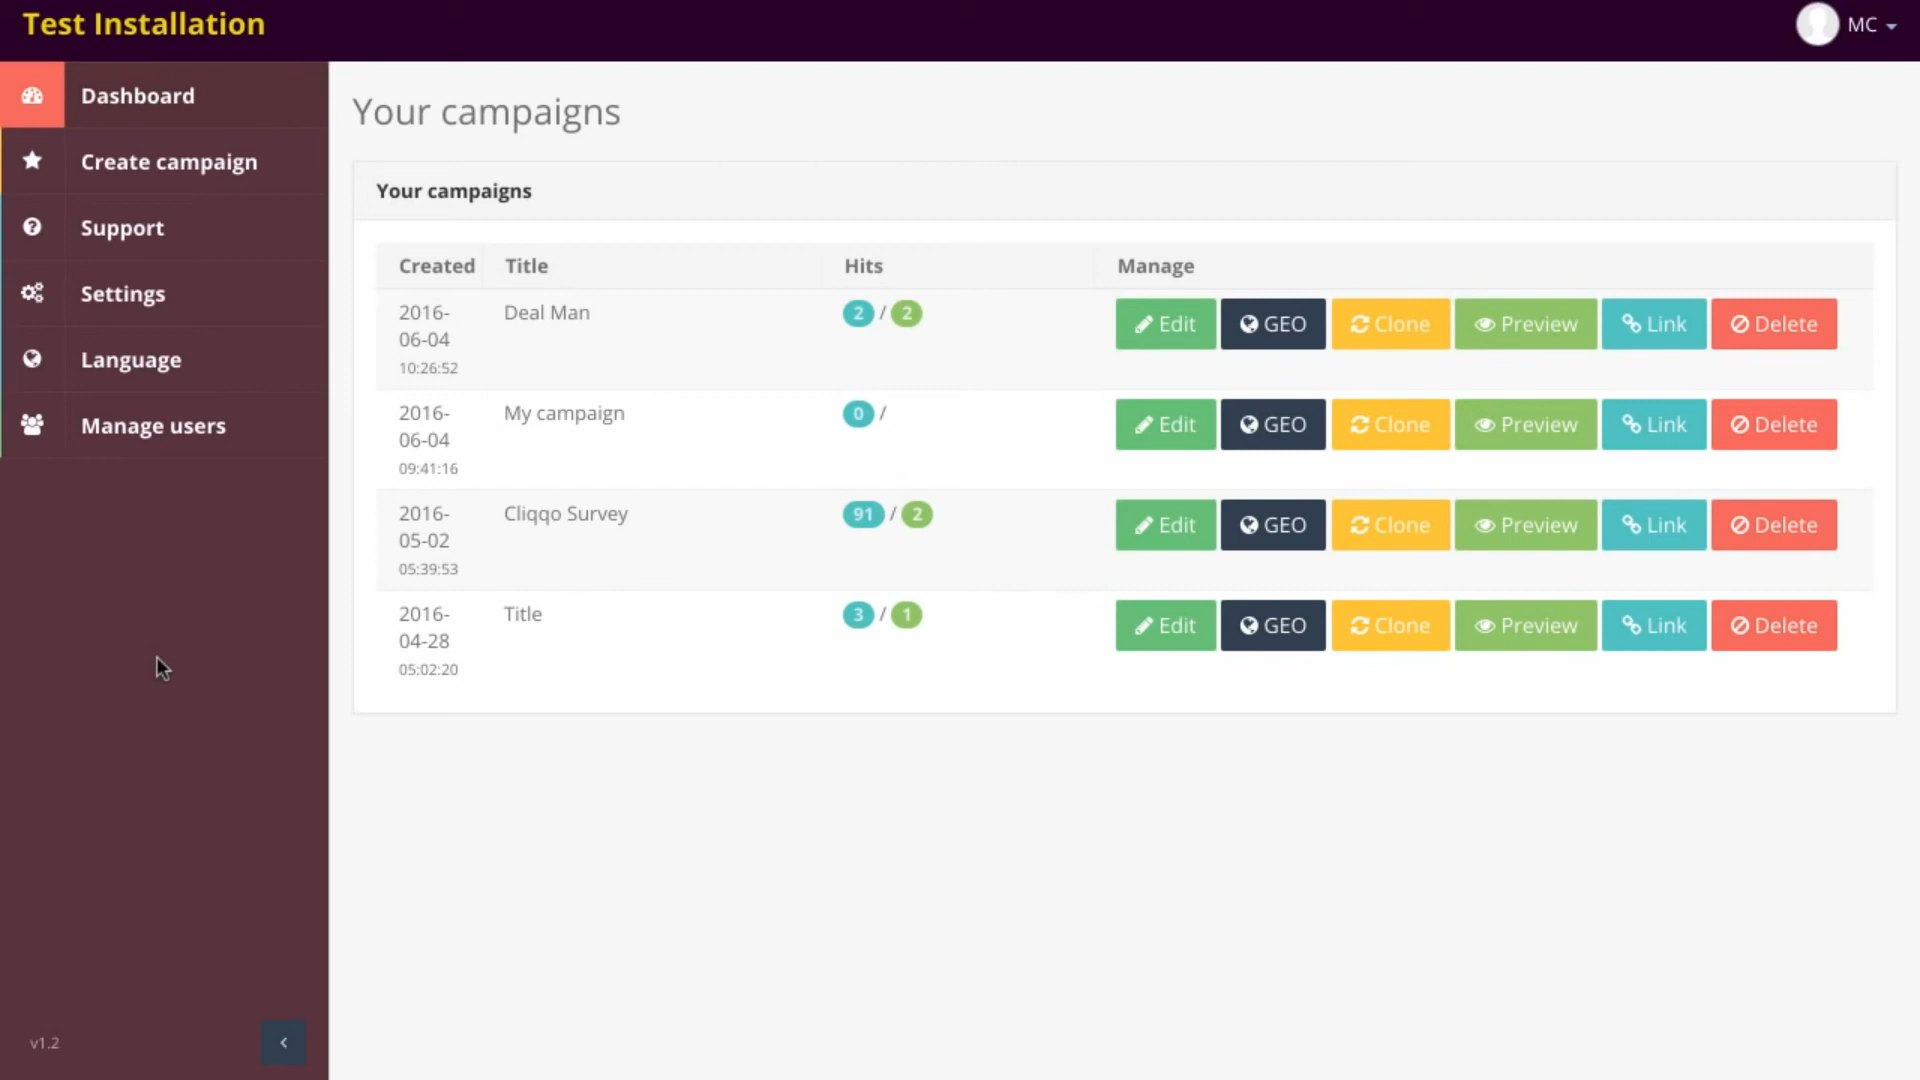 Test Installation
MC
Dashboard
Create campaign
Support
Settings
Language
Manage users
v1.2
Your campaigns
Your campaigns
Created Title Hits Manage
2016-
06-04
10:26:52
Deal Man
2 / 2
Edit GEO Clone Preview Link Delete
2016-
06-04
09:41:16
My campaign
0 /
Edit GEO Clone Preview Link Delete
2016-
05-02
05:39:53
Cliqqo Survey
91 / 2
Edit GEO Clone Preview Link Delete
2016-
04-28
05:02:20
Title
3 / 1
Edit GEO Clone Preview Link Delete